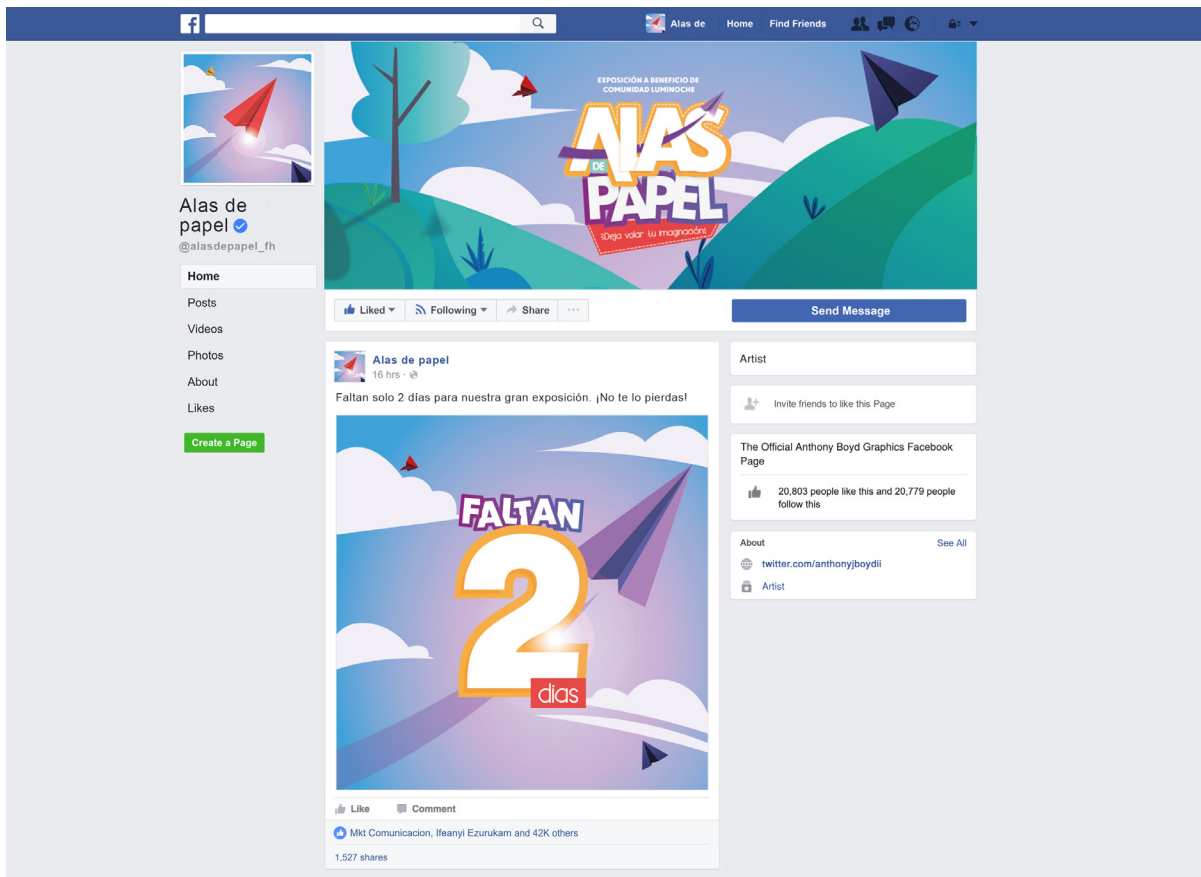 f
Alas de Home Find Friends
EXPOSICIÓN A BENEFICIO DE
COMUNIDAD LUMINOCHE
ALAS
DE
PAPEL
¡Deja volar tu imaginación!
Alas de
papel
@alasdepapel_fh
Home
Posts
Videos
Photos
About
Likes
Create a Page
Liked Following Share ...
Send Message
Alas de papel
16 hrs ·
Faltan solo 2 días para nuestra gran exposición. ¡No te lo pierdas!
FALTAN
2
días
Like Comment
Mkt Comunicacion, Ifeanyi Ezurukam and 42K others
1,527 shares
Artist
Invite friends to like this Page
The Official Anthony Boyd Graphics Facebook
Page
20,803 people like this and 20,779 people
follow this
About See All
twitter.com/anthonyjboydii
Artist